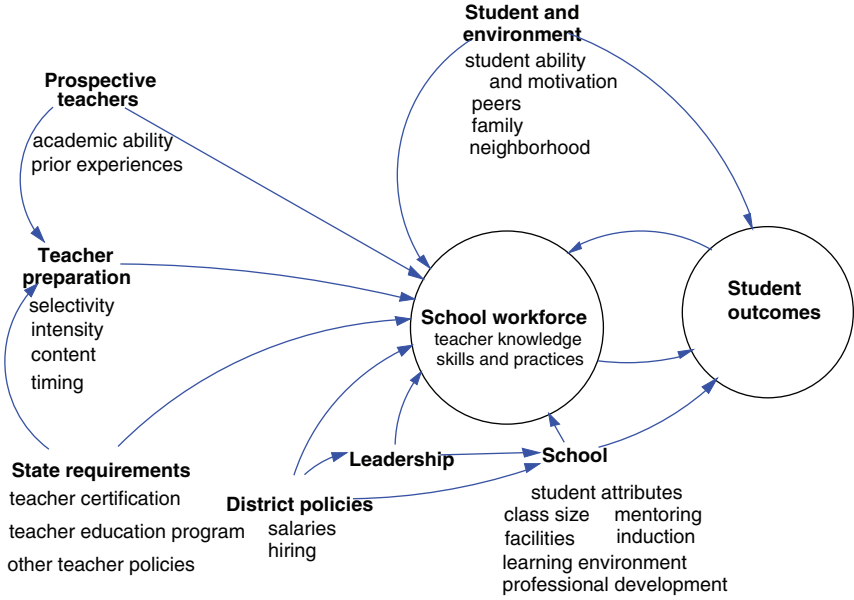 Student and
environment
student ability
and motivation
peers
family
neighborhood
Prospective
teachers
academic ability
prior experiences
Teacher
preparation
selectivity
intensity
content
timing
School workforce
teacher knowledge
skills and practices
Student
outcomes
State requirements
teacher certification
teacher education program
other teacher policies
District policies
salaries
hiring
Leadership
School
student attributes
class size mentoring
facilities induction
learning environment
professional development